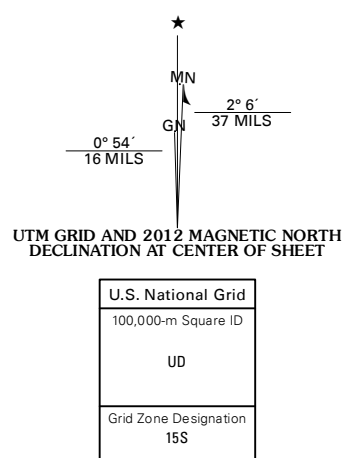 ★
MN
2° 6´
37 MILS
GN
0° 54´
16 MILS
UTM GRID AND 2012 MAGNETIC NORTH
DECLINATION AT CENTER OF SHEET
U.S. National Grid
100,000-m Square ID
UD
Grid Zone Designation
15S